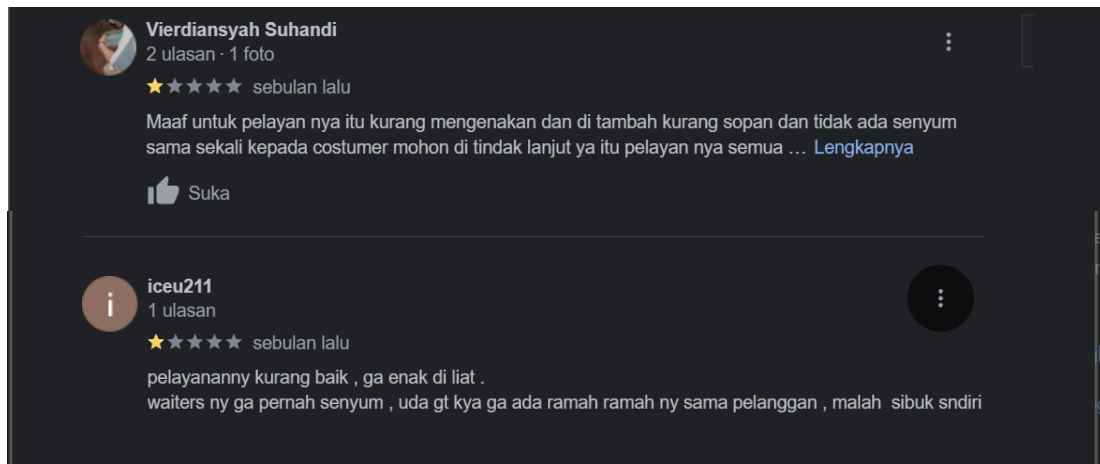 Vierdiansyah Suhandi
2 ulasan · 1 foto
sebulan lalu
Maaf untuk pelayan nya itu kurang mengenakan dan di tambah kurang sopan dan tidak ada senyum
sama sekali kepada costumer mohon di tindak lanjut ya itu pelayan nya semua … Lengkapnya
Suka
i
iceu211
1 ulasan
sebulan lalu
pelayananny kurang baik , ga enak di liat .
waiters ny ga pernah senyum , uda gt kya ga ada ramah ramah ny sama pelanggan , malah sibuk sndiri